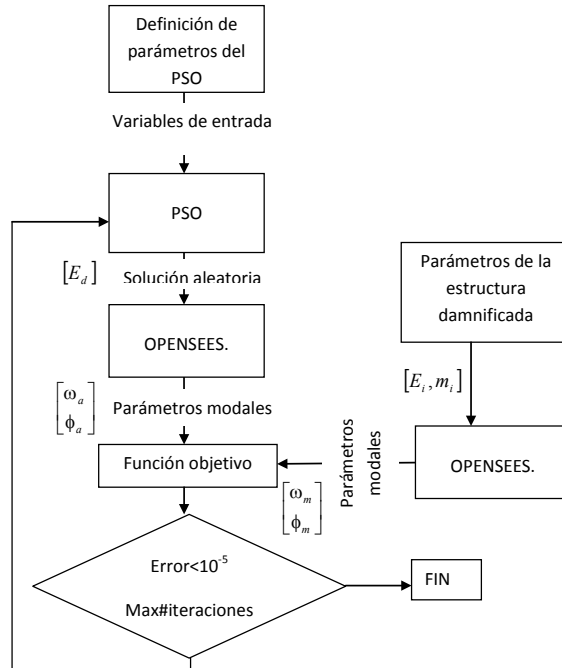 Definición de
parámetros del
PSO
Variables de entrada
PSO
[E_d]
Solución aleatoria
OPENSEES.
[ω_a
ϕ_a]
Parámetros modales
Función objetivo
Parámetros de la
estructura
damnificada
[E_i, m_i]
OPENSEES.
Parámetros
modales
[ω_m
ϕ_m]
Error<10^-5
Max#iteraciones
FIN